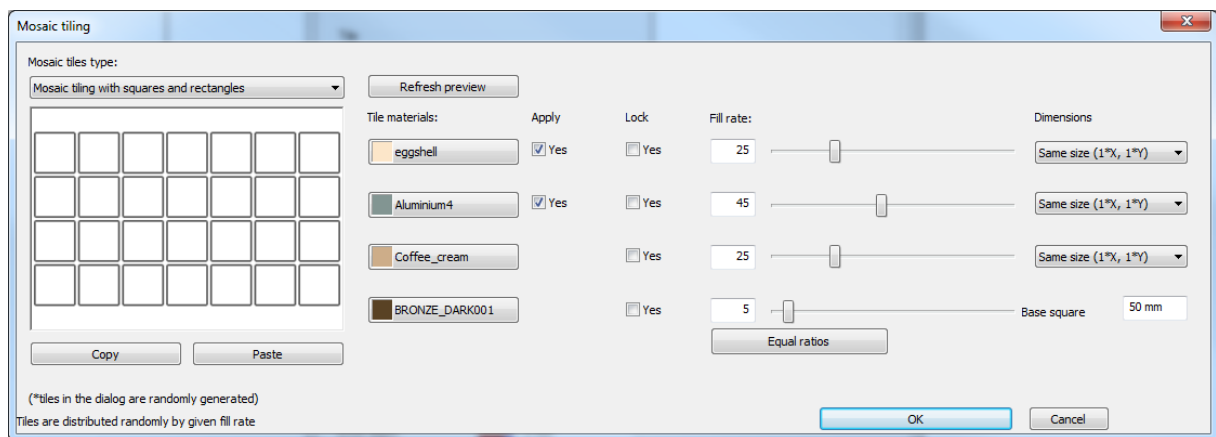 Mosaic tiling
Mosaic tiles type:
Mosaic tiling with squares and rectangles
Refresh preview
Tile materials: Apply Lock Fill rate: Dimensions
eggshell Yes Yes 25 Same size (1*X, 1*Y)
Aluminium4 Yes Yes 45 Same size (1*X, 1*Y)
Coffee_cream Yes 25 Same size (1*X, 1*Y)
BRONZE_DARK001 Yes 5 Base square 50 mm
Equal ratios
Copy Paste
(*tiles in the dialog are randomly generated)
Tiles are distributed randomly by given fill rate
OK Cancel